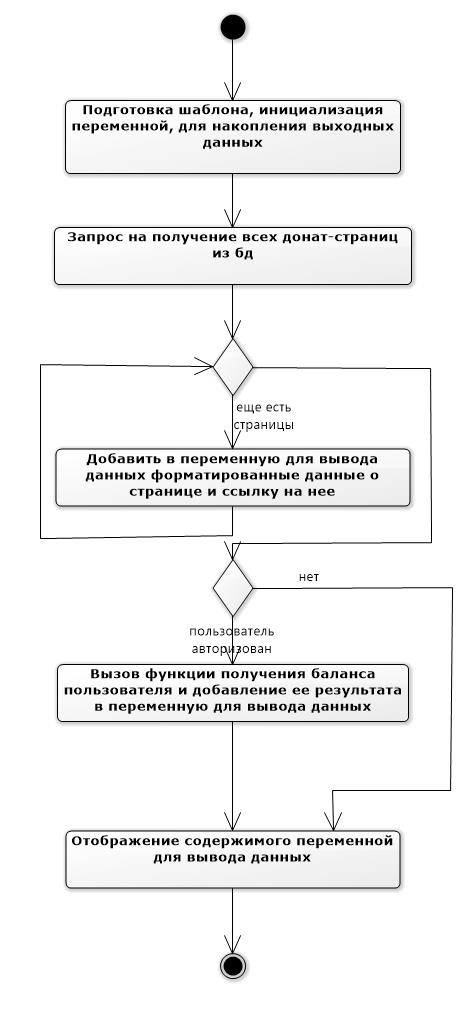 Подготовка шаблона, инициализация
переменной, для накопления выходных
данных
Запрос на получение всех донат-страниц
из бд
еще есть
страницы
Добавить в переменную для вывода
данных форматированные данные о
странице и ссылку на нее
нет
пользователь
авторизован
Вызов функции получения баланса
пользователя и добавление ее результата
в переменную для вывода данных
Отображение содержимого переменной
для вывода данных